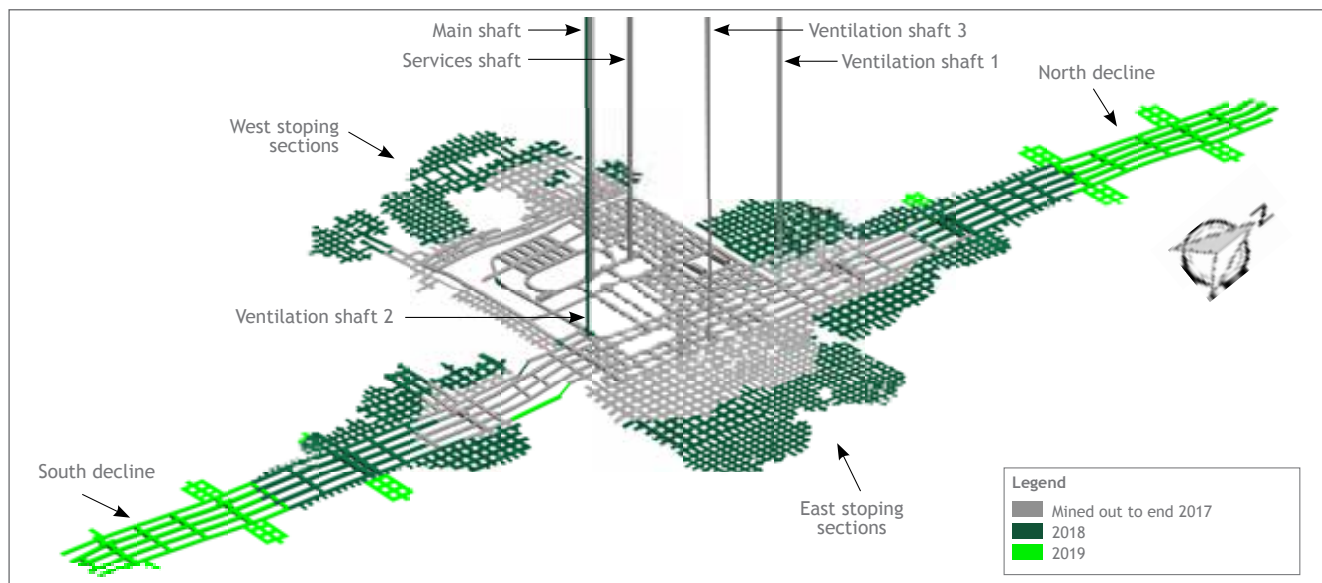 Main shaft
Ventilation shaft 3
Services shaft
Ventilation shaft 1
North decline
West stoping
sections
N
Ventilation shaft 2
South decline
East stoping
sections
Legend
Mined out to end 2017
2018
2019